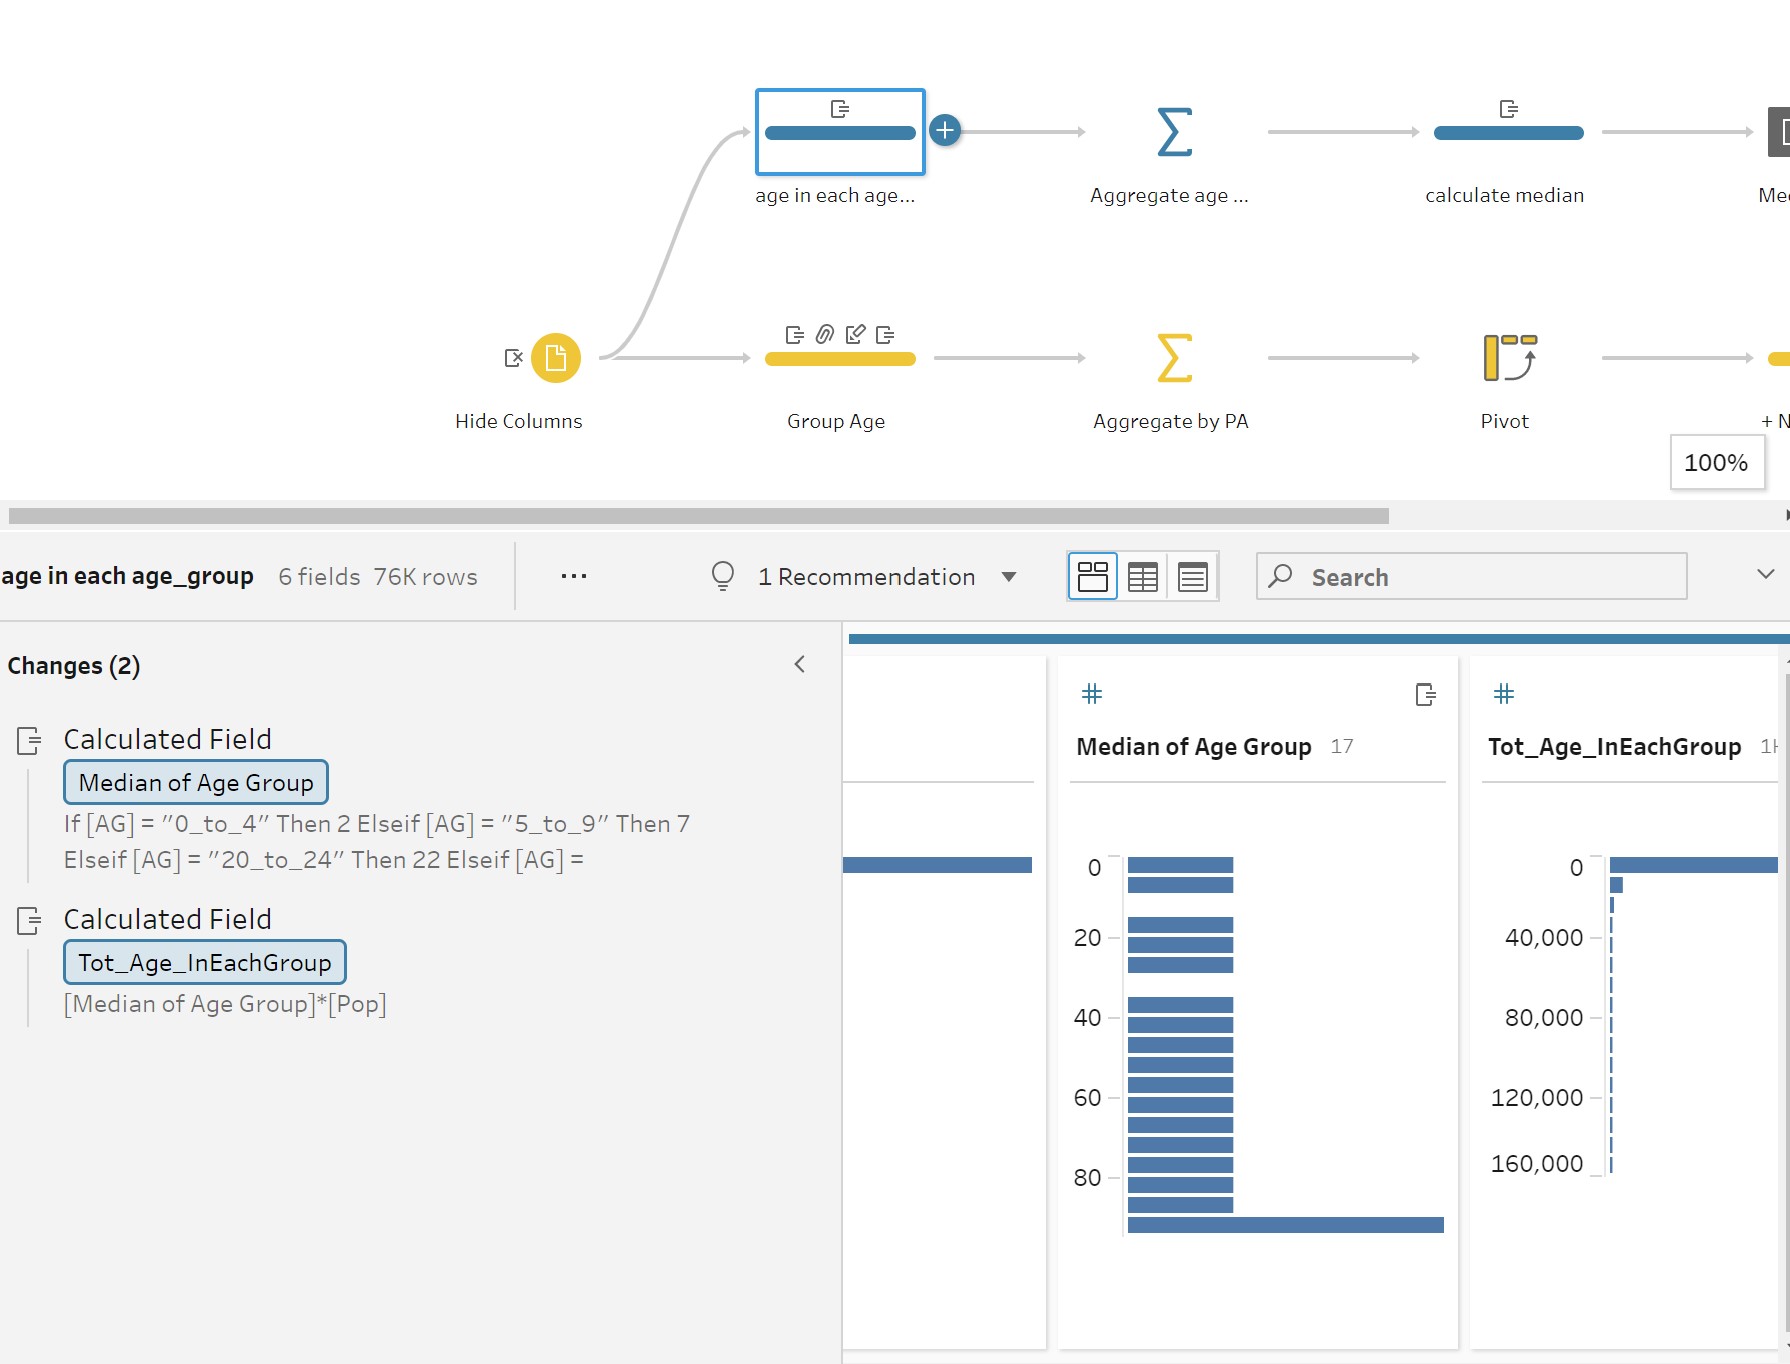 age in each age...
Aggregate age ...
calculate median
Hide Columns
Group Age
Aggregate by PA
Pivot
+ N
100%
age in each age_group 6 fields 76K rows
...
1 Recommendation
Search
Changes (2)
Calculated Field
Median of Age Group
If [AG] = "0_to_4" Then 2 Elseif [AG] = "5_to_9" Then 7
Elseif [AG] = "20_to_24" Then 22 Elseif [AG] =
Calculated Field
Tot_Age_InEachGroup
[Median of Age Group]*[Pop]
Median of Age Group 17
0
20
40
60
80
Tot_Age_InEachGroup
0
40,000
80,000
120,000
160,000